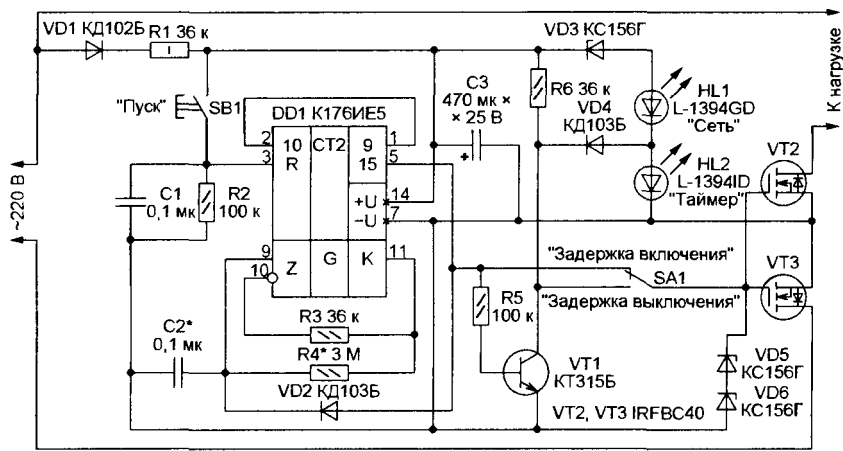 VD1 КД102Б
R1 36 к
VD3 КС156Г
К нагрузке
"Пуск"
SB1
DD1 К176ИЕ5
C3
470 мк ×
× 25 В
R6 36 к
VD4
КД103Б
HL1
L-1394GD
"Сеть"
VT2
2
10
CT2
9
1
3
R
15
5
+U
14
–U
7
HL2
L-1394ID
"Таймер"
~220 В
C1
0,1 мк
R2
100 к
9
10
Z
G
K
11
"Задержка включения"
SA1
"Задержка выключения"
VT3
C2*
0,1 мк
R3 36 к
R4* 3 М
VD2 КД103Б
R5
100 к
VT1
КТ315Б
VD5
КС156Г
VD6
КС156Г
VT2, VT3 IRFBC40